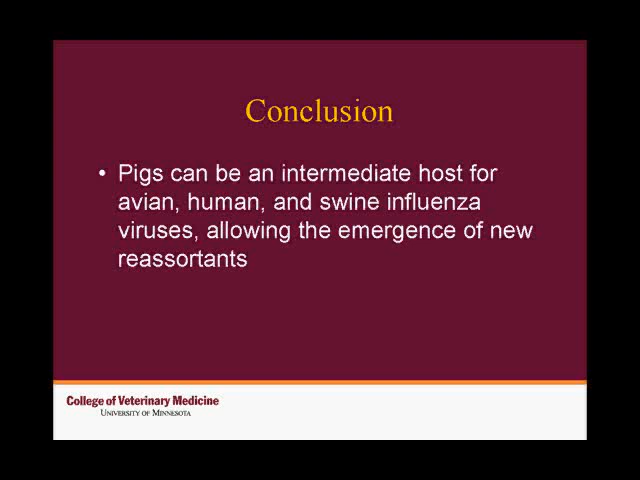 Conclusion
• Pigs can be an intermediate host for
avian, human, and swine influenza
viruses, allowing the emergence of new
reassortants
College of Veterinary Medicine
UNIVERSITY OF MINNESOTA